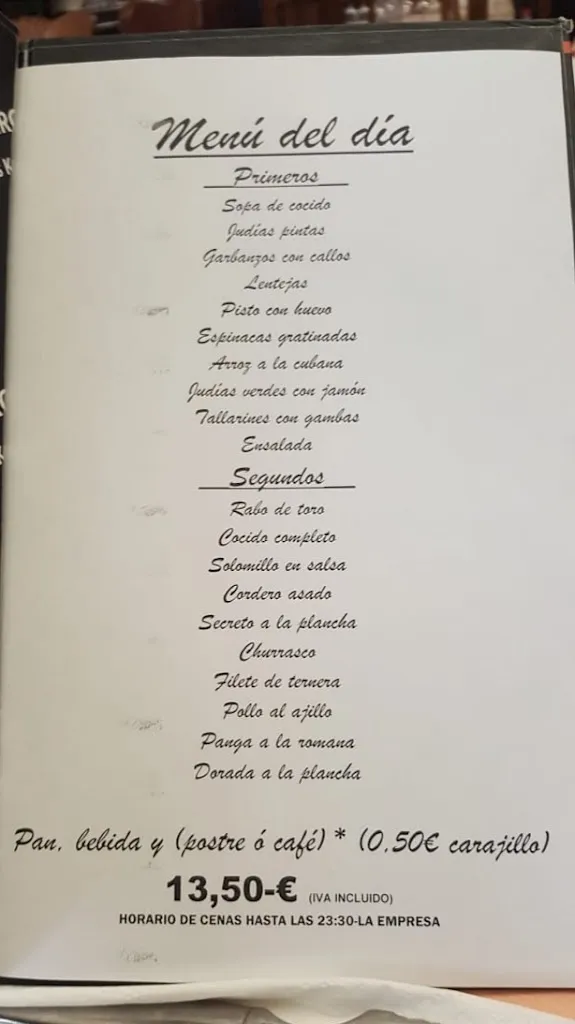 Menú del día
Primeros
Sopa de cocido
Judías pintas
Garbanzos con callos
Lentejas
Pisto con huevo
Espinacas gratinadas
Arroz a la cubana
Judías verdes con jamón
Tallarines con gambas
Ensalada
Segundos
Rabo de toro
Cocido completo
Solomillo en salsa
Cordero asado
Secreto a la plancha
Churrasco
Filete de ternera
Pollo al ajillo
Panga a la romana
Dorada a la plancha
Pan, bebida y (postre ó café) * (0,50€ carajillo)
13,50-€ (IVA INCLUIDO)
HORARIO DE CENAS HASTA LAS 23:30-LA EMPRESA